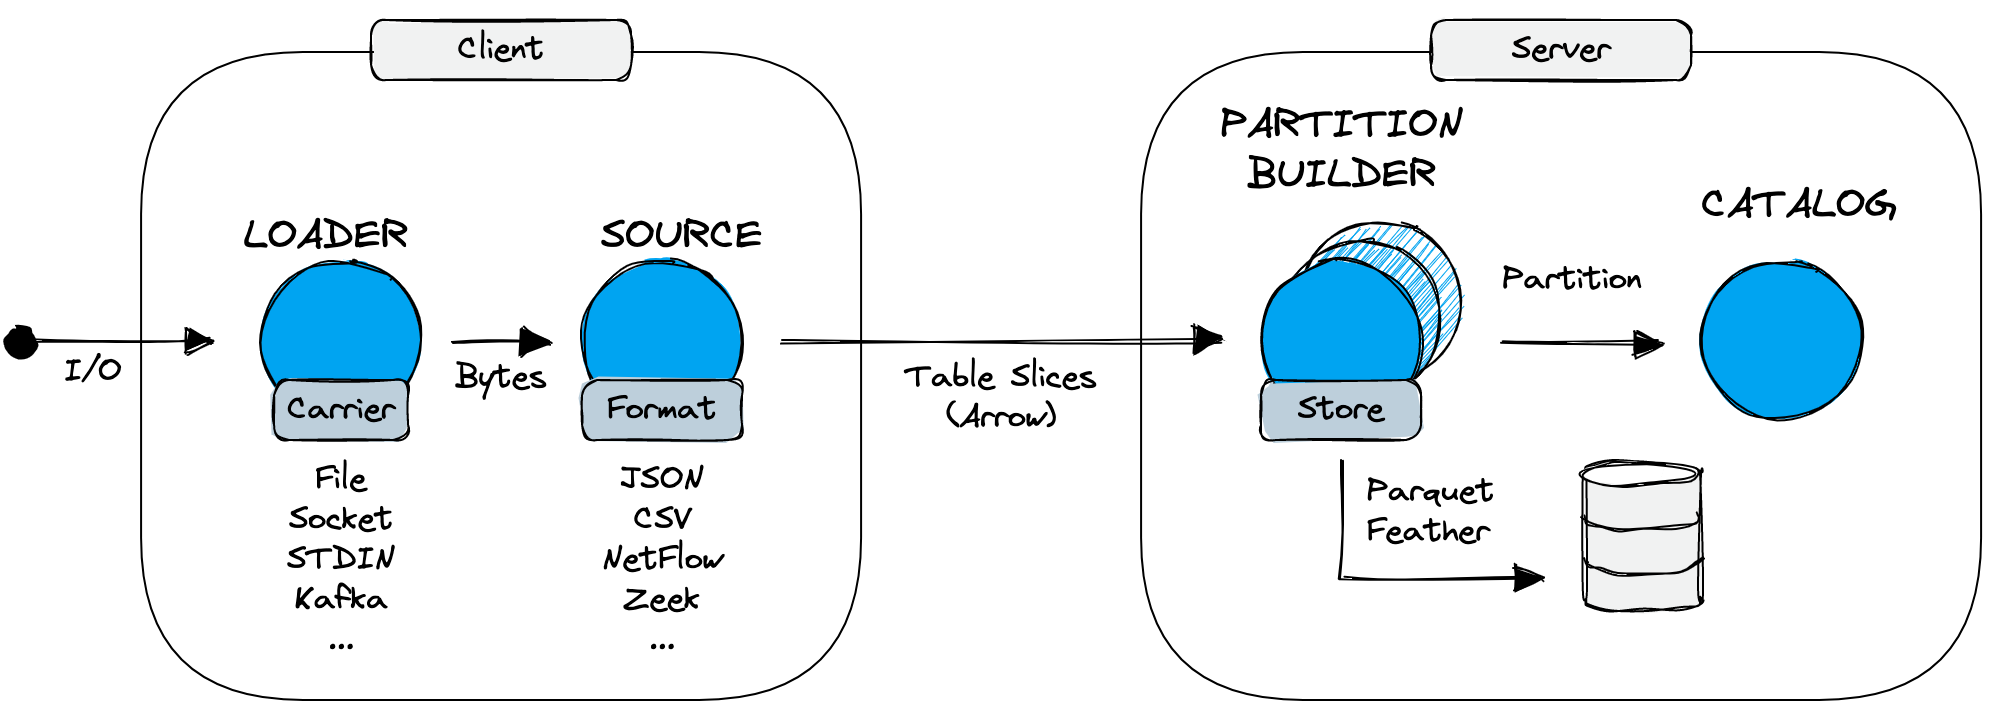 Client
Server
PARTITION
BUILDER
CATALOG
LOADER
SOURCE
Partition
I/O
Bytes
Table Slices
(Arrow)
Carrier
Format
Store
File
Socket
STDIN
Kafka
...
JSON
CSV
NetFlow
Zeek
...
Parquet
Feather